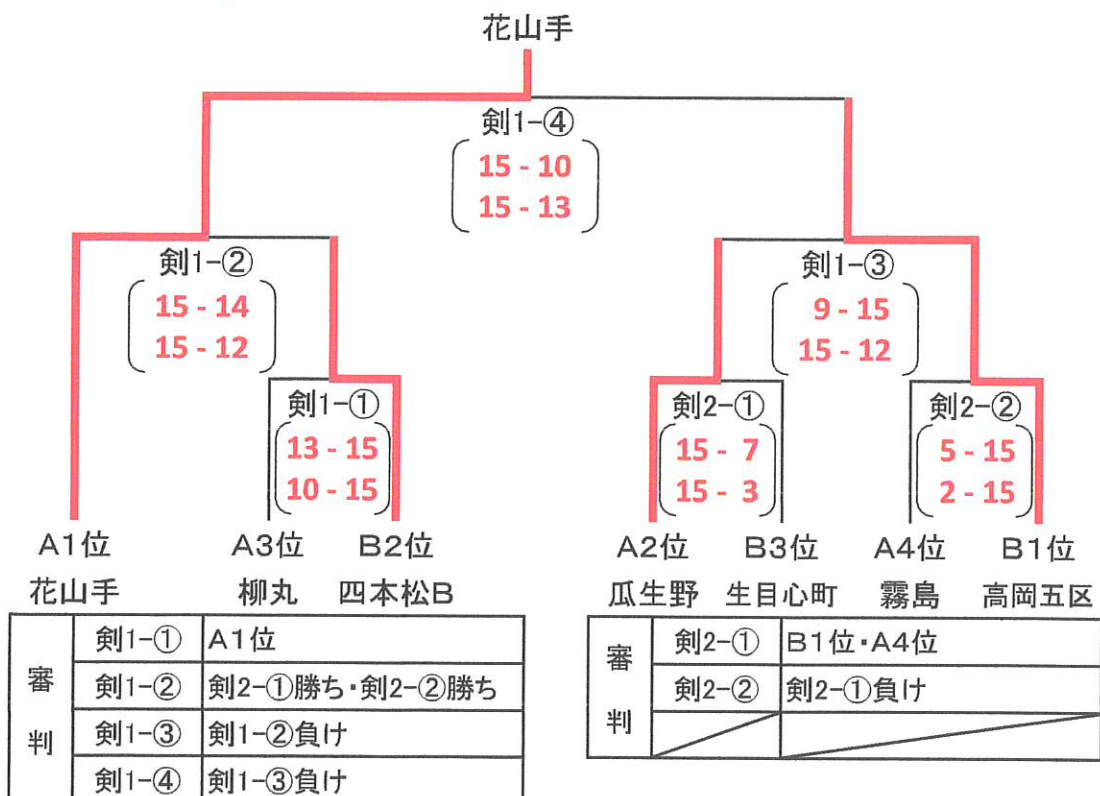 花山手
剣1-④
15 - 10
15 - 13
剣1-②
15 - 14
15 - 12
剣1-③
9 - 15
15 - 12
剣1-①
13 - 15
10 - 15
剣2-①
15 - 7
15 - 3
剣2-②
5 - 15
2 - 15
A1位 A3位 B2位 A2位 B3位 A4位 B1位
花山手 柳丸 四本松B 瓜生野 生目心町 霧島 高岡五区
審判
剣1-① A1位
剣1-② 剣2-①勝ち・剣2-②勝ち
剣1-③ 剣1-②負け
剣1-④ 剣1-③負け
審判
剣2-① B1位・A4位
剣2-② 剣2-①負け